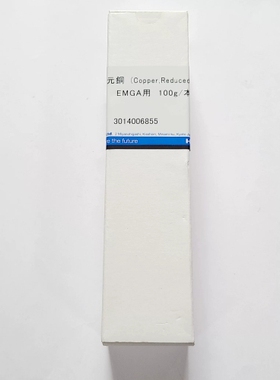 元銅 (Copper,Reduced
EMGA用 100g/本
3014006855
e the future